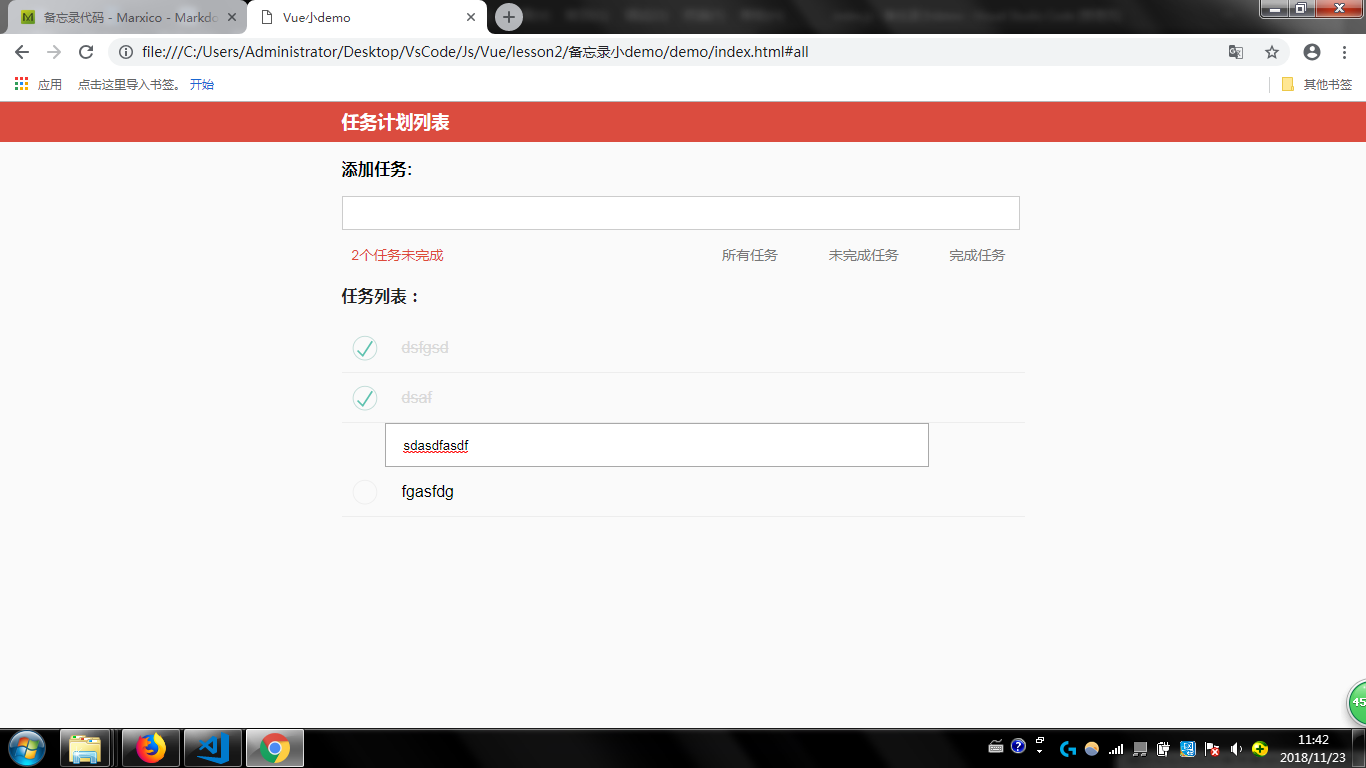 备忘录代码 - Marxico - Markdo
Vue小demo
file:///C:/Users/Administrator/Desktop/VsCode/Js/Vue/lesson2/备忘录小demo/demo/index.html#all
应用 点击这里导入书签。 开始 其他书签
任务计划列表
添加任务:
2个任务未完成 所有任务 未完成任务 完成任务
任务列表：
dsfgsd
dsaf
sdasdfasdf
fgasfdg
45
11:42
2018/11/23